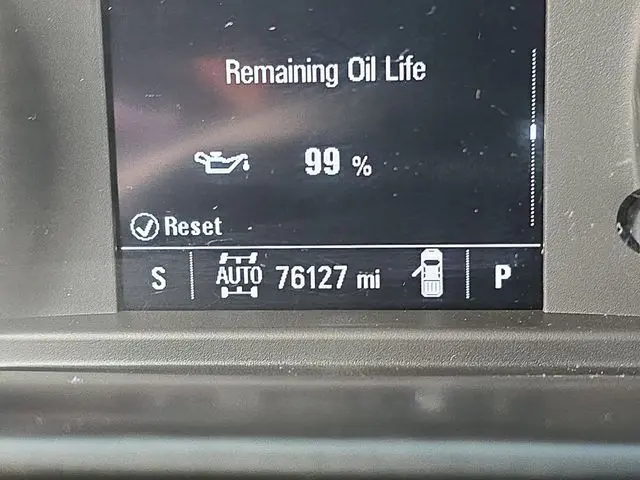 Remaining Oil Life
99 %
Reset
S AUTO 76127 mi P